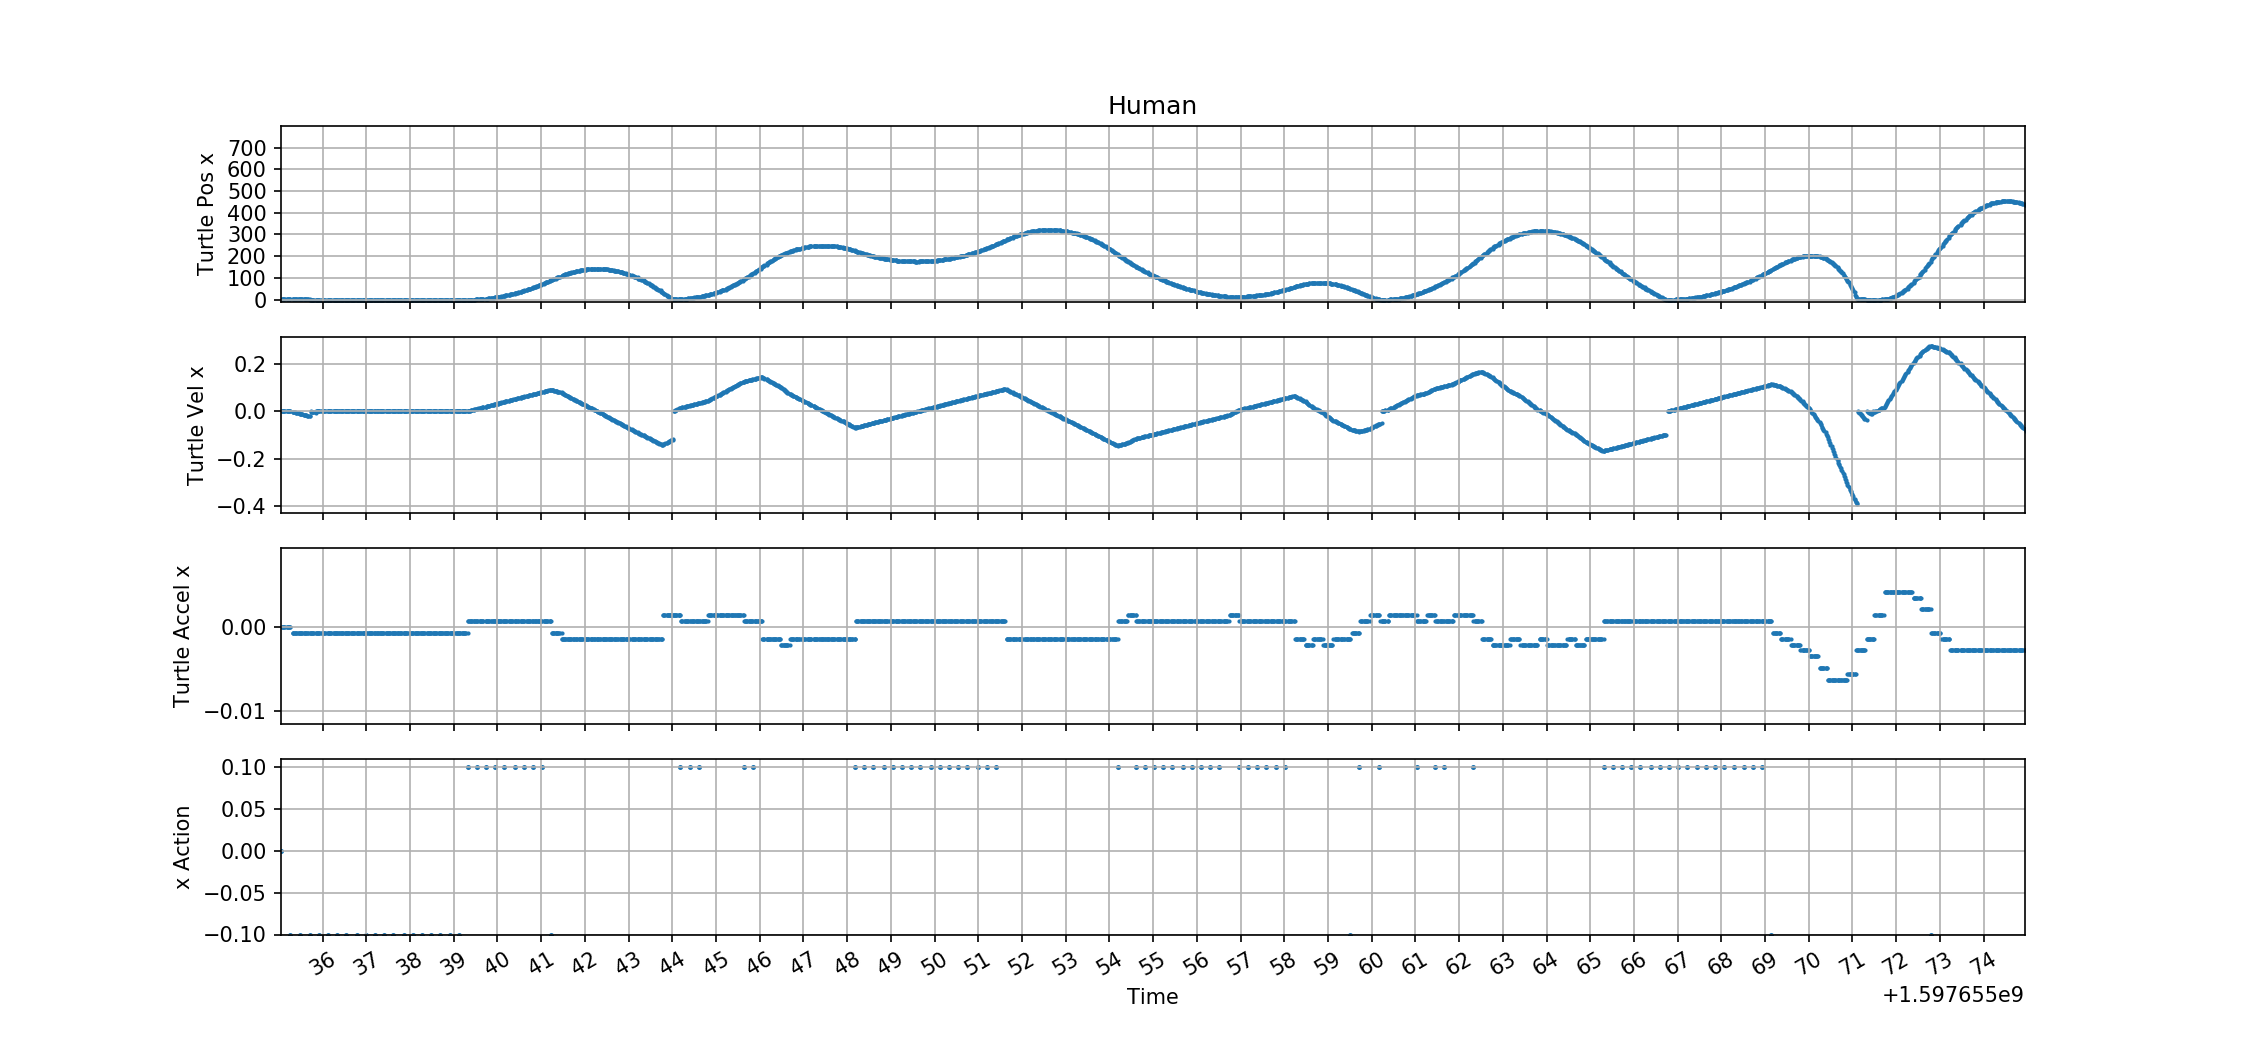 Human
Turtle Pos x
700
600
500
400
300
200
100
0
Turtle Vel x
0.2
0.0
−0.2
−0.4
Turtle Accel x
0.00
−0.01
x Action
0.10
0.05
0.00
−0.05
−0.10
36 37 38 39 40 41 42 43 44 45 46 47 48 49 50 51 52 53 54 55 56 57 58 59 60 61 62 63 64 65 66 67 68 69 70 71 72 73 74
Time
+1.597655e9